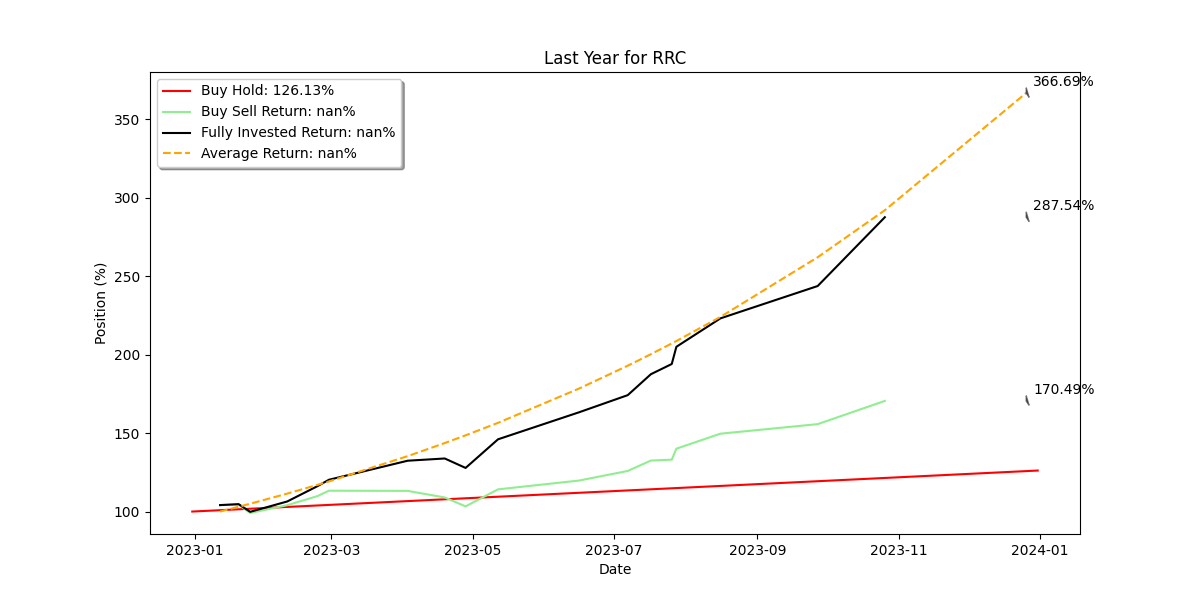 Last Year for RRC
Buy Hold: 126.13%
Buy Sell Return: nan%
Fully Invested Return: nan%
Average Return: nan%
366.69%
287.54%
170.49%
Position (%)
350
300
250
200
150
100
2023-01
2023-03
2023-05
2023-07
2023-09
2023-11
2024-01
Date